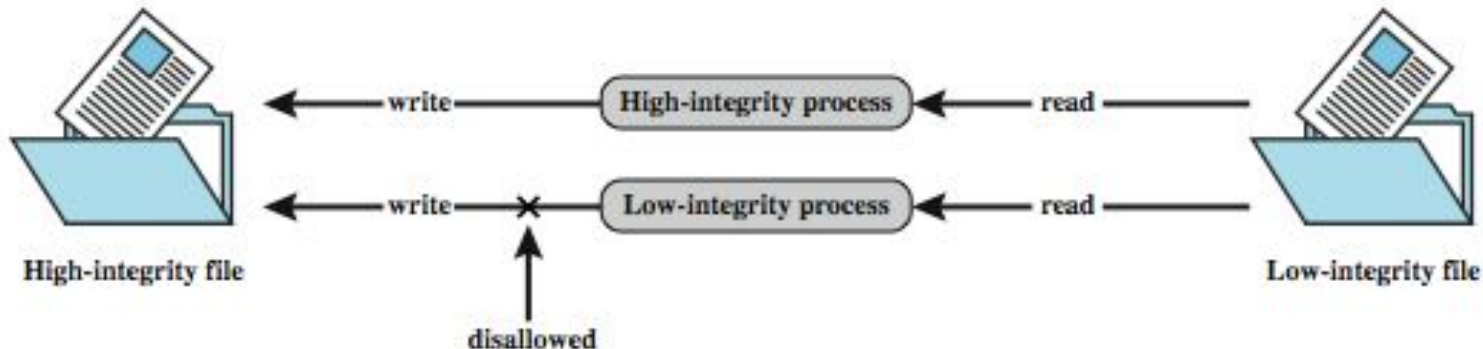 write High-integrity process read
write Low-integrity process read
High-integrity file Low-integrity file
disallowed